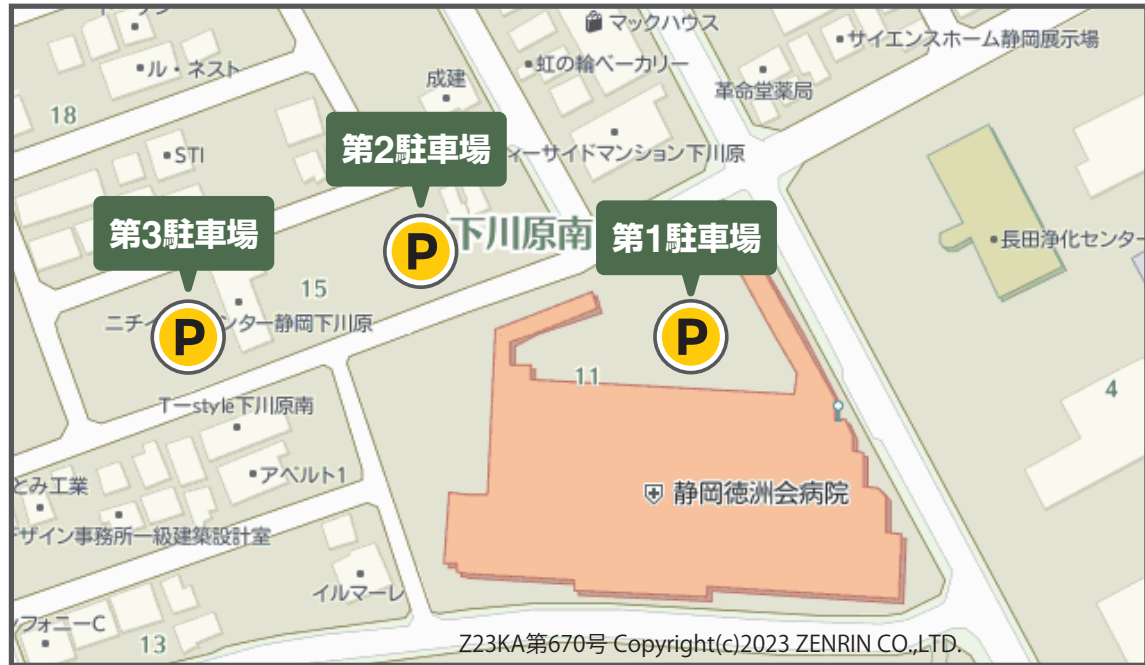 マックハウス
サイエンスホーム静岡展示場
ル・ネスト
虹の輪ベーカリー
成建
革命堂薬局
18
第2駐車場
STI
ィーサイドマンション下川原
第3駐車場
下川原南
第1駐車場
長田浄化センター
P
15
P
ニチイ
ンター静岡下川原
P
11
4
T－style下川原南
アペルト1
とみ工業
静岡徳洲会病院
デザイン事務所一級建築設計室
イルマーレ
ンフォニーC
13
Z23KA第670号 Copyright(c)2023 ZENRIN CO.,LTD.